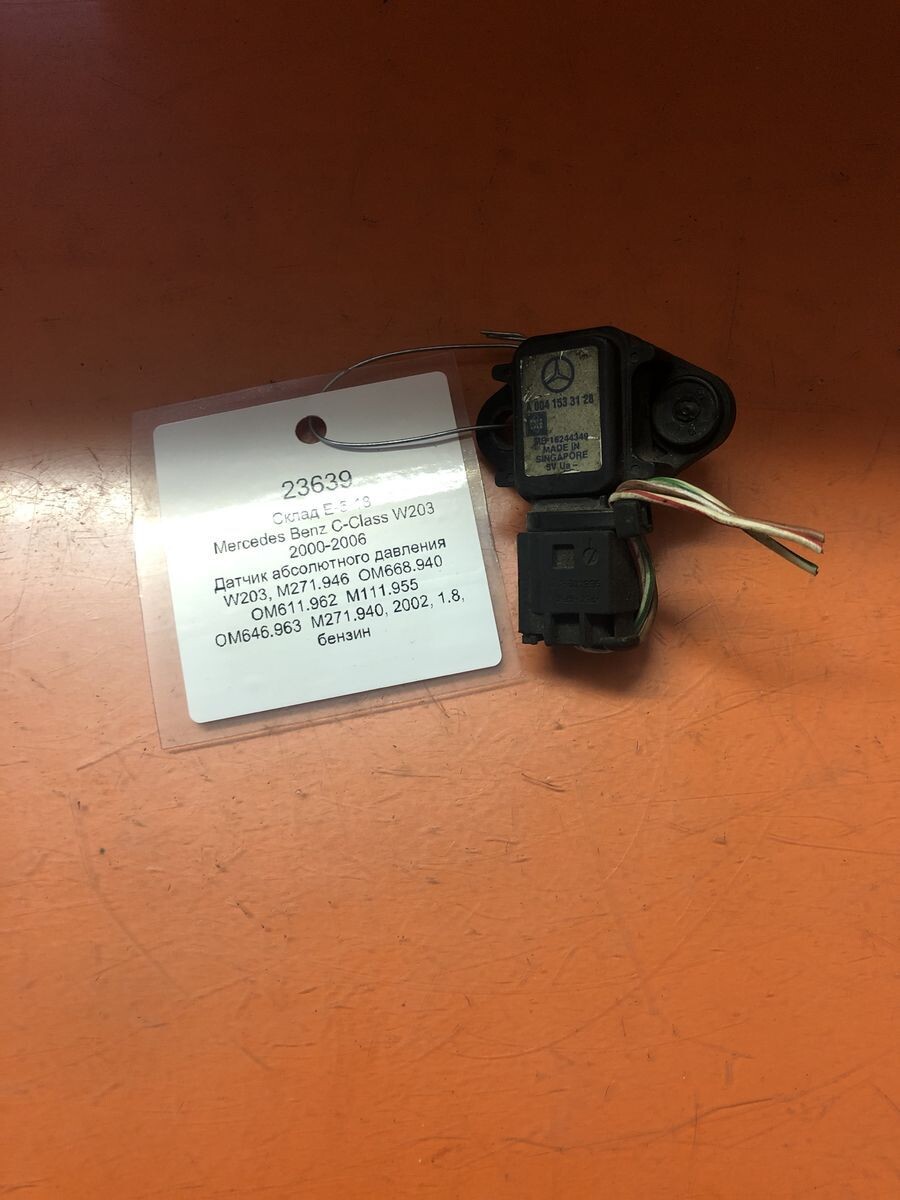 23639
Склад E-5-18
Mercedes Benz C-Class W203
2000-2006
Датчик абсолютного давления
W203, M271.946 OM668.940
OM611.962 M111.955
OM646.963 M271.940, 2002, 1.8,
бензин
A 004 153 31 28
16244349
MADE IN
SINGAPORE
5V Ua